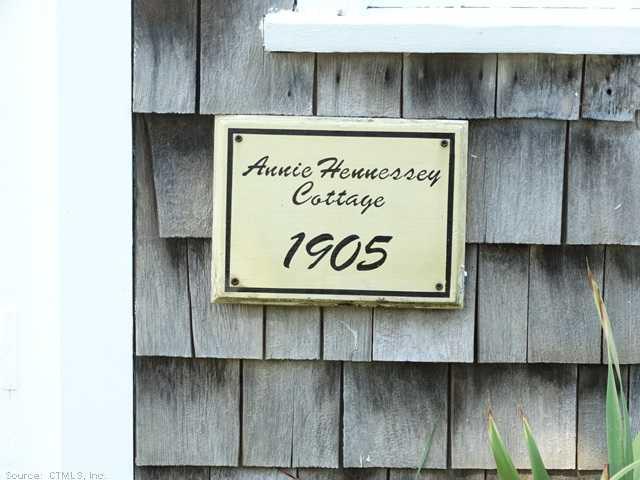 Annie Hennessey
Cottage
1905
Source: CTMLS, Inc.